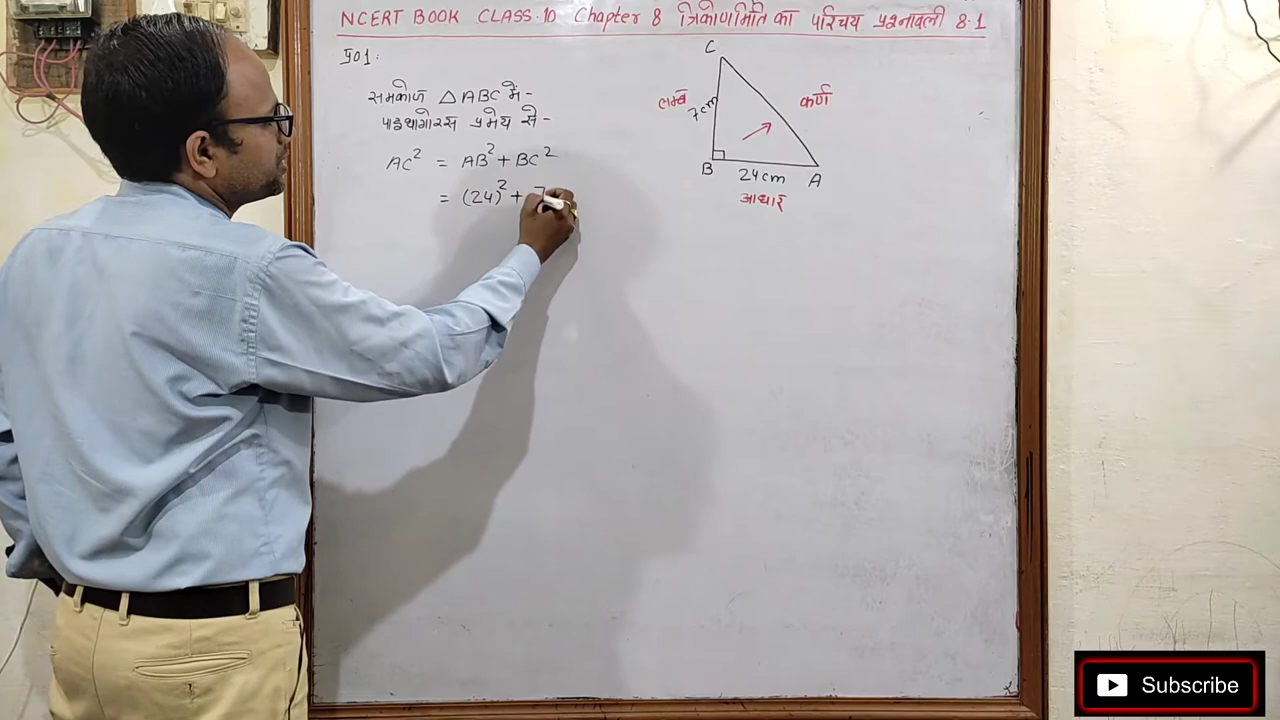 NCERT BOOK CLASS.10 Chapter 8 त्रिकोणमिति का परिचय प्रश्नावली 8.1
प्र01:
समकोण △ABC में-
पाइथागोरस प्रमेय से-
AC² = AB² + BC²
= (24)² + 7
C
लम्ब
7cm
कर्ण
B
24cm
A
आधार
Subscribe